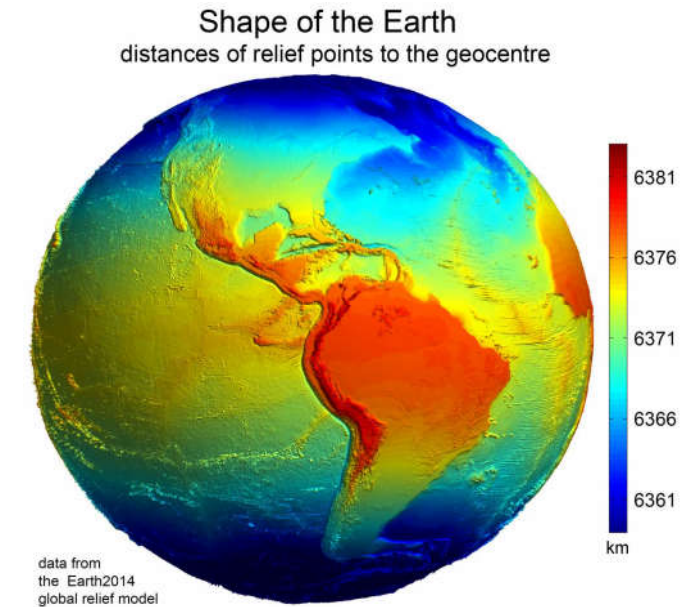 Shape of the Earth
distances of relief points to the geocentre
6381
6376
6371
6366
6361
km
data from
the Earth2014
global relief model